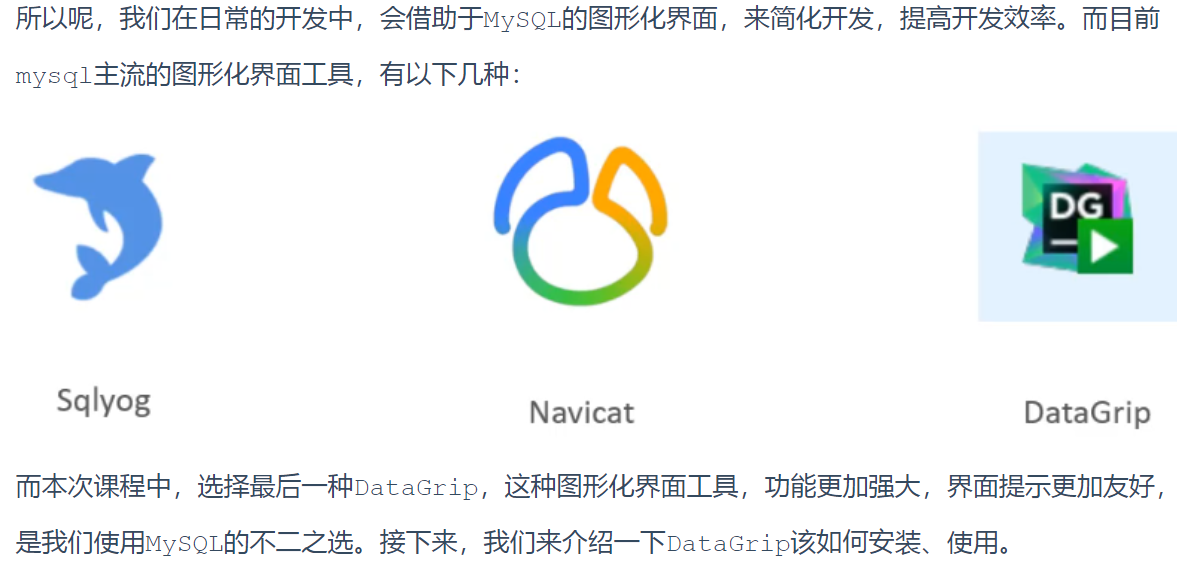 所以呢，我们在日常的开发中，会借助于MySQL的图形化界面，来简化开发，提高开发效率。而目前
mysql主流的图形化界面工具，有以下几种：
DG
Sqlyog
Navicat
DataGrip
而本次课程中，选择最后一种DataGrip，这种图形化界面工具，功能更加强大，界面提示更加友好，
是我们使用MySQL的不二之选。接下来，我们来介绍一下DataGrip该如何安装、使用。